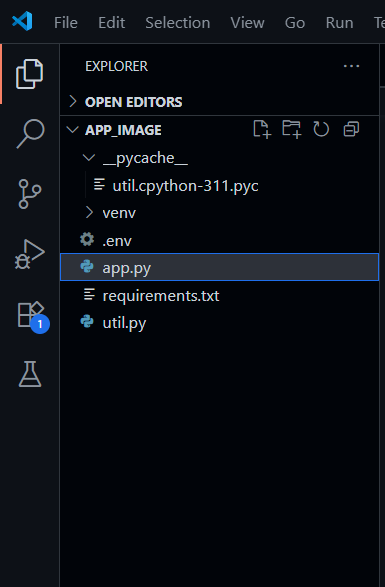 File Edit Selection View Go Run
EXPLORER ...
OPEN EDITORS
APP_IMAGE
__pycache__
util.cpython-311.pyc
venv
.env
app.py
requirements.txt
1
util.py